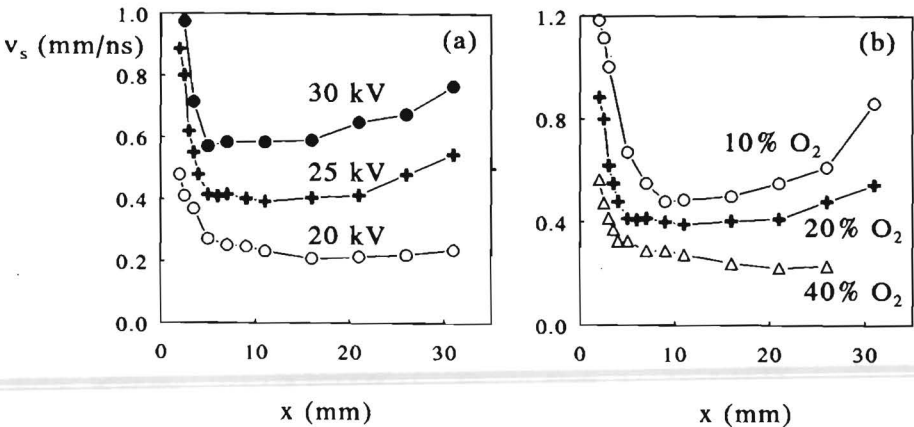 v_s (mm/ns)
1.0
0.8
0.6
0.4
0.2
0.0
(a)
30 kV
25 kV
20 kV
0 10 20 30
x (mm)
1.2
0.8
0.4
0.0
(b)
10% O₂
20% O₂
40% O₂
0 10 20 30
x (mm)